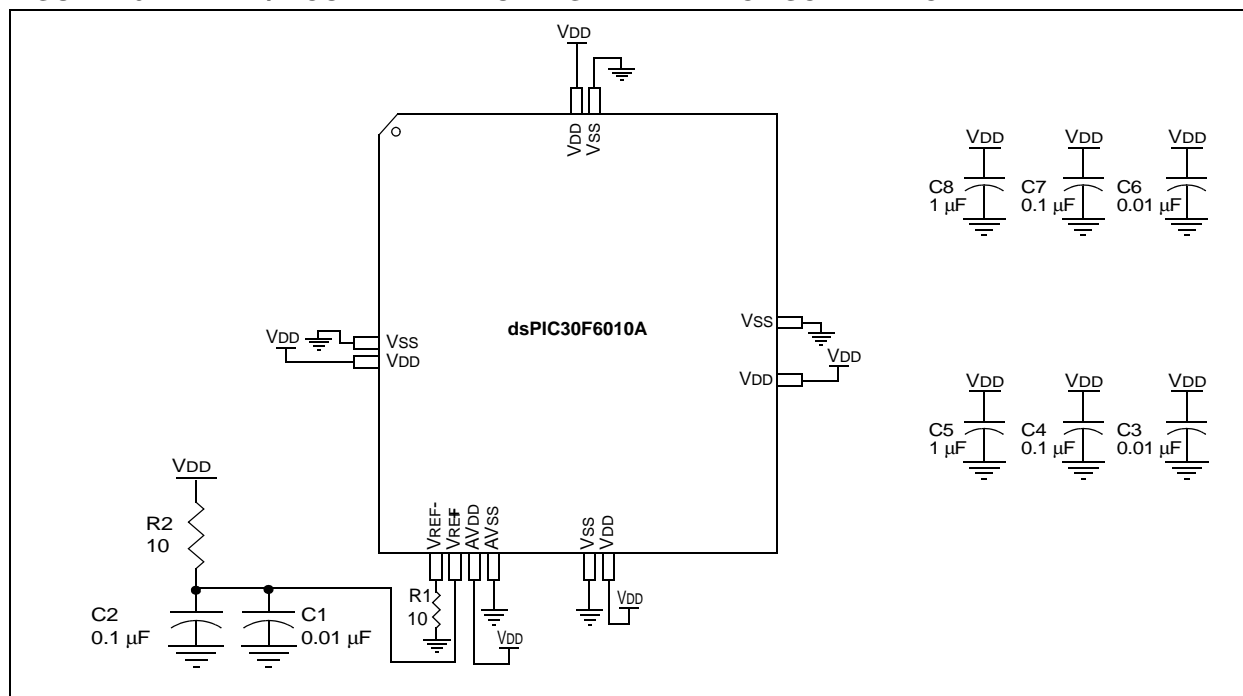 VDD
VDD
VSS
VDD
VDD
VDD
C8
1 µF
C7
0.1 µF
C6
0.01 µF
dsPIC30F6010A
VDD
VSS
VDD
VSS
VDD
VDD
VDD
VDD
VDD
C5
1 µF
C4
0.1 µF
C3
0.01 µF
VDD
R2
10
C2
0.1 µF
C1
0.01 µF
VREF-
VREF+
AVDD
AVSS
VSS
VDD
R1
10
VDD
VDD